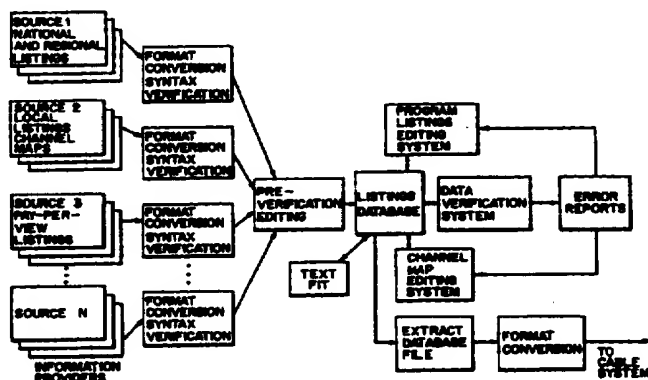 SOURCE 1
NATIONAL
AND REGIONAL
LISTINGS
FORMAT
CONVERSION
SYNTAX
VERIFICATION
SOURCE 2
LOCAL
LISTINGS
CHANNEL
MAPS
FORMAT
CONVERSION
SYNTAX
VERIFICATION
SOURCE 3
PAY-PER-
VIEW
LISTINGS
FORMAT
CONVERSION
SYNTAX
VERIFICATION
SOURCE N
FORMAT
CONVERSION
SYNTAX
VERIFICATION
INFORMATION
PROVIDERS
PRE-
VERIFICATION
EDITING
LISTINGS
DATABASE
PROGRAM
LISTINGS
EDITING
SYSTEM
DATA
VERIFICATION
SYSTEM
ERROR
REPORTS
TEXT
FIT
CHANNEL
MAP
EDITING
SYSTEM
EXTRACT
DATABASE
FILE
FORMAT
CONVERSION
TO
CABLE
SYSTEM